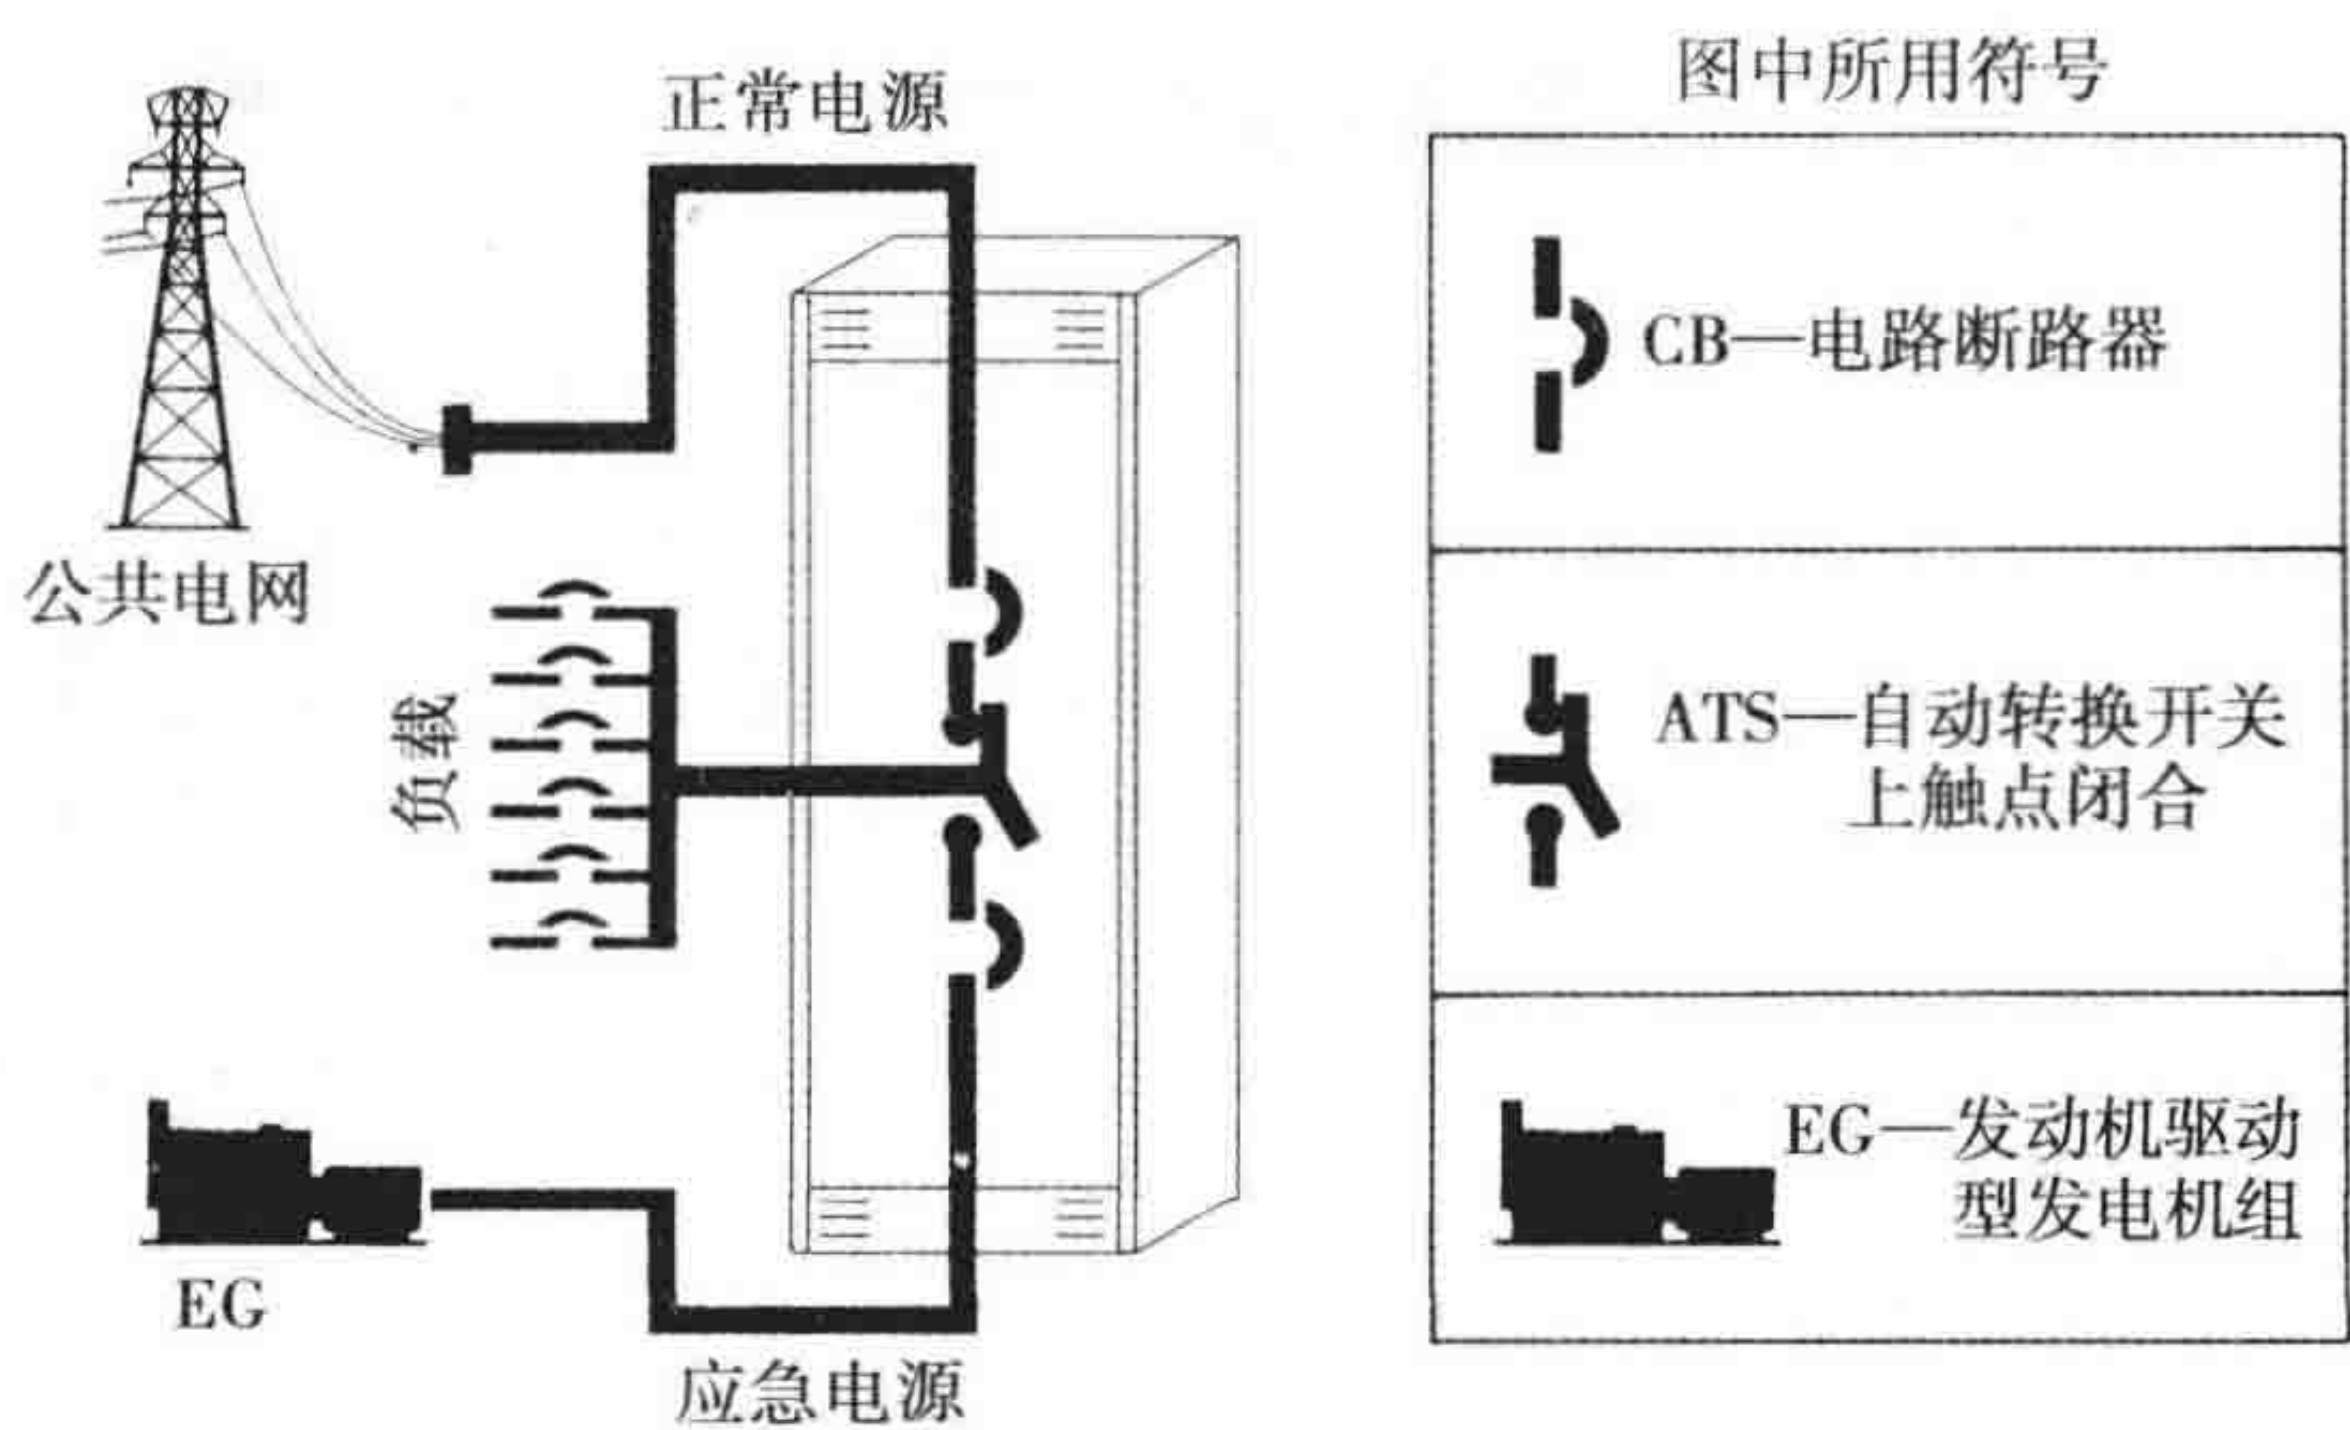 正常电源
公共电网
负载
EG
应急电源
图中所用符号
CB—电路断路器
ATS—自动转换开关
上触点闭合
EG—发动机驱动
型发电机组